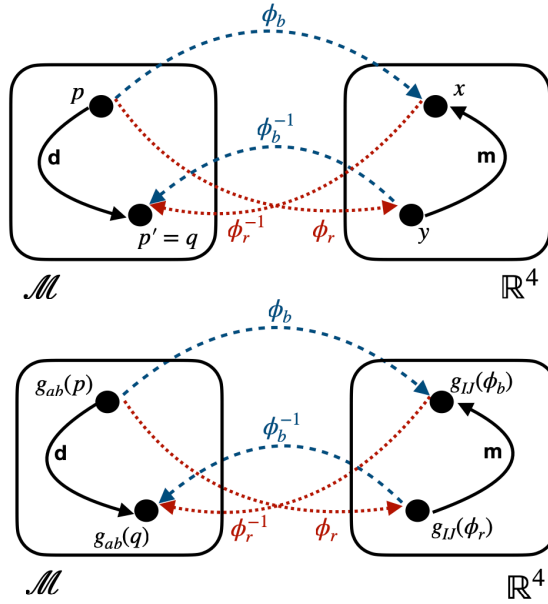 ϕ_b
p x
ϕ_b^{-1}
d m
p′ = q ϕ_r^{-1} ϕ_r y
ℳ ℝ^4
ϕ_b
g_{ab}(p) g_{IJ}(ϕ_b)
ϕ_b^{-1}
d m
g_{ab}(q) ϕ_r^{-1} ϕ_r g_{IJ}(ϕ_r)
ℳ ℝ^4